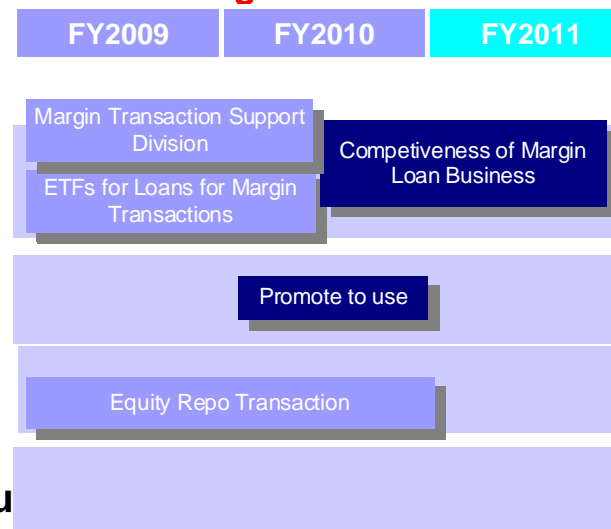 g
FY2009 FY2010 FY2011
Margin Transaction Support
Division
Competiveness of Margin
Loan Business
ETFs for Loans for Margin
Transactions
Promote to use
Equity Repo Transaction
u